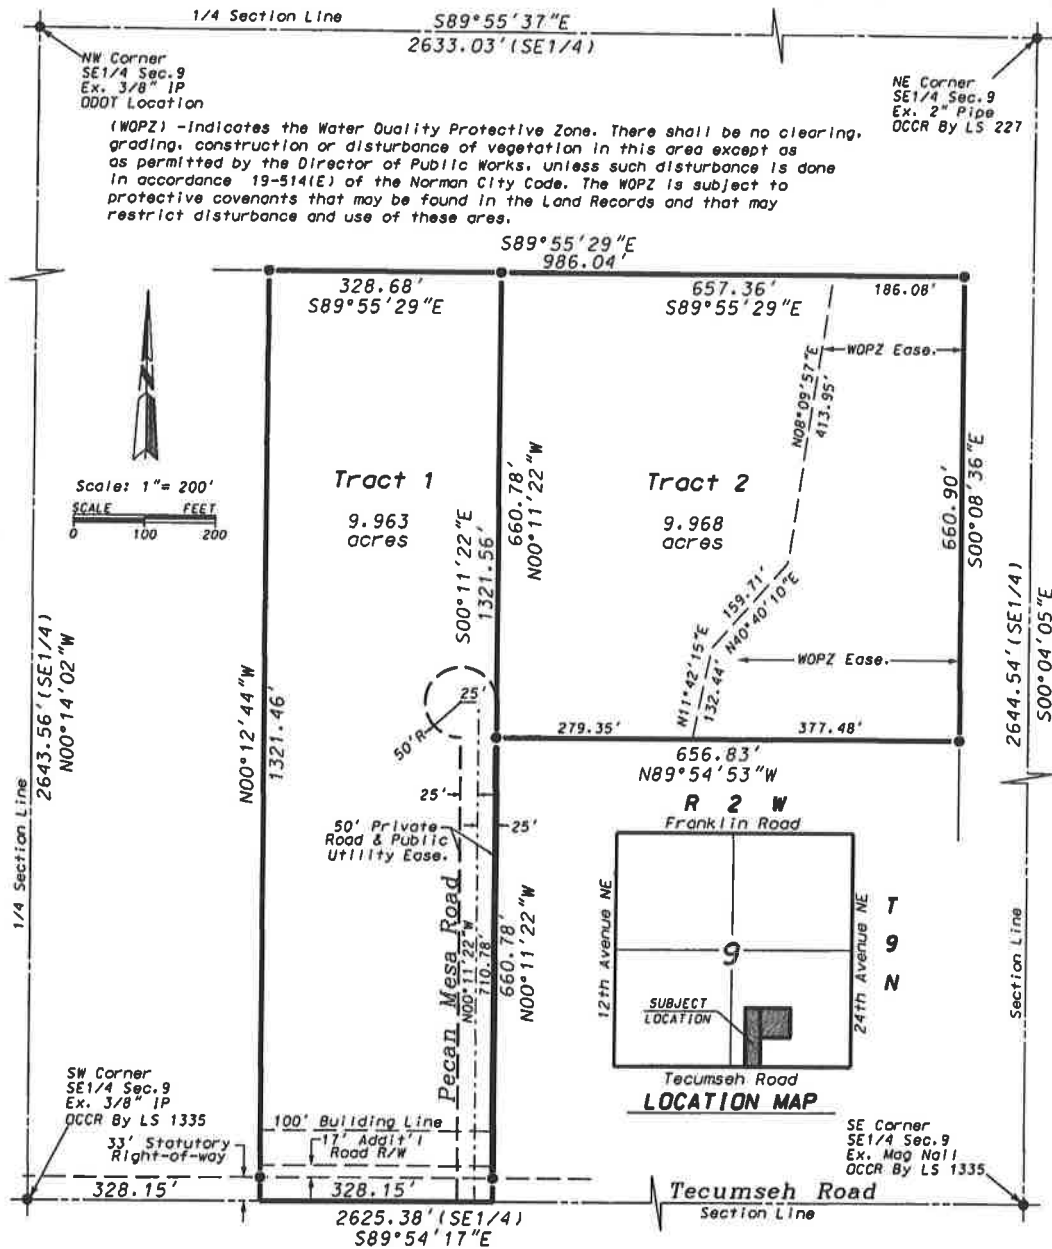 1/4 Section Line
S89°55'37"E
2633.03'(SE1/4)
NW Corner
SE1/4 Sec.9
Ex. 3/8" IP
ODOT Location
NE Corner
SE1/4 Sec.9
Ex. 2" Pipe
OCCR By LS 227
(WQPZ) -Indicates the Water Quality Protective Zone. There shall be no clearing,
grading, construction or disturbance of vegetation in this area except as
as permitted by the Director of Public Works, unless such disturbance is done
in accordance 19-514(E) of the Norman City Code. The WQPZ is subject to
protective covenants that may be found in the Land Records and that may
restrict disturbance and use of these ares.
S89°55'29"E
986.04'
328.68'
S89°55'29"E
657.36'
S89°55'29"E
186.08'
WQPZ Ease.
N08°09'57"E
413.95'
N
Scale: 1"= 200'
SCALE FEET
0 100 200
Tract 1
9.963
acres
Tract 2
9.968
acres
S00°11'22"E
1321.56'
660.78'
N00°11'22"W
660.90'
S00°08'36"E
159.71'
N40°40'10"E
N11°42'15"E
132.44'
WQPZ Ease.
2643.56'(SE1/4)
N00°14'02"W
N00°12'44"W
1321.46'
2644.54'(SE1/4)
S00°04'05"E
25'
50'R
279.35'
377.48'
656.83'
N89°54'53"W
25'
50' Private
Road & Public
Utility Ease.
25'
1/4 Section Line
Pecan Mesa Road
N00°11'22"W
710.78'
660.78'
N00°11'22"W
R 2 W
Franklin Road
12th Avenue NE
24th Avenue NE
T
9
N
9
SUBJECT
LOCATION
Tecumseh Road
LOCATION MAP
Section Line
SW Corner
SE1/4 Sec.9
Ex. 3/8" IP
OCCR By LS 1335
33' Statutory
Right-of-way
100' Building Line
17' Addit'l
Road R/W
SE Corner
SE1/4 Sec.9
Ex. Mag Nail
OCCR By LS 1335
328.15'
328.15'
Tecumseh Road
Section Line
2625.38'(SE1/4)
S89°54'17"E